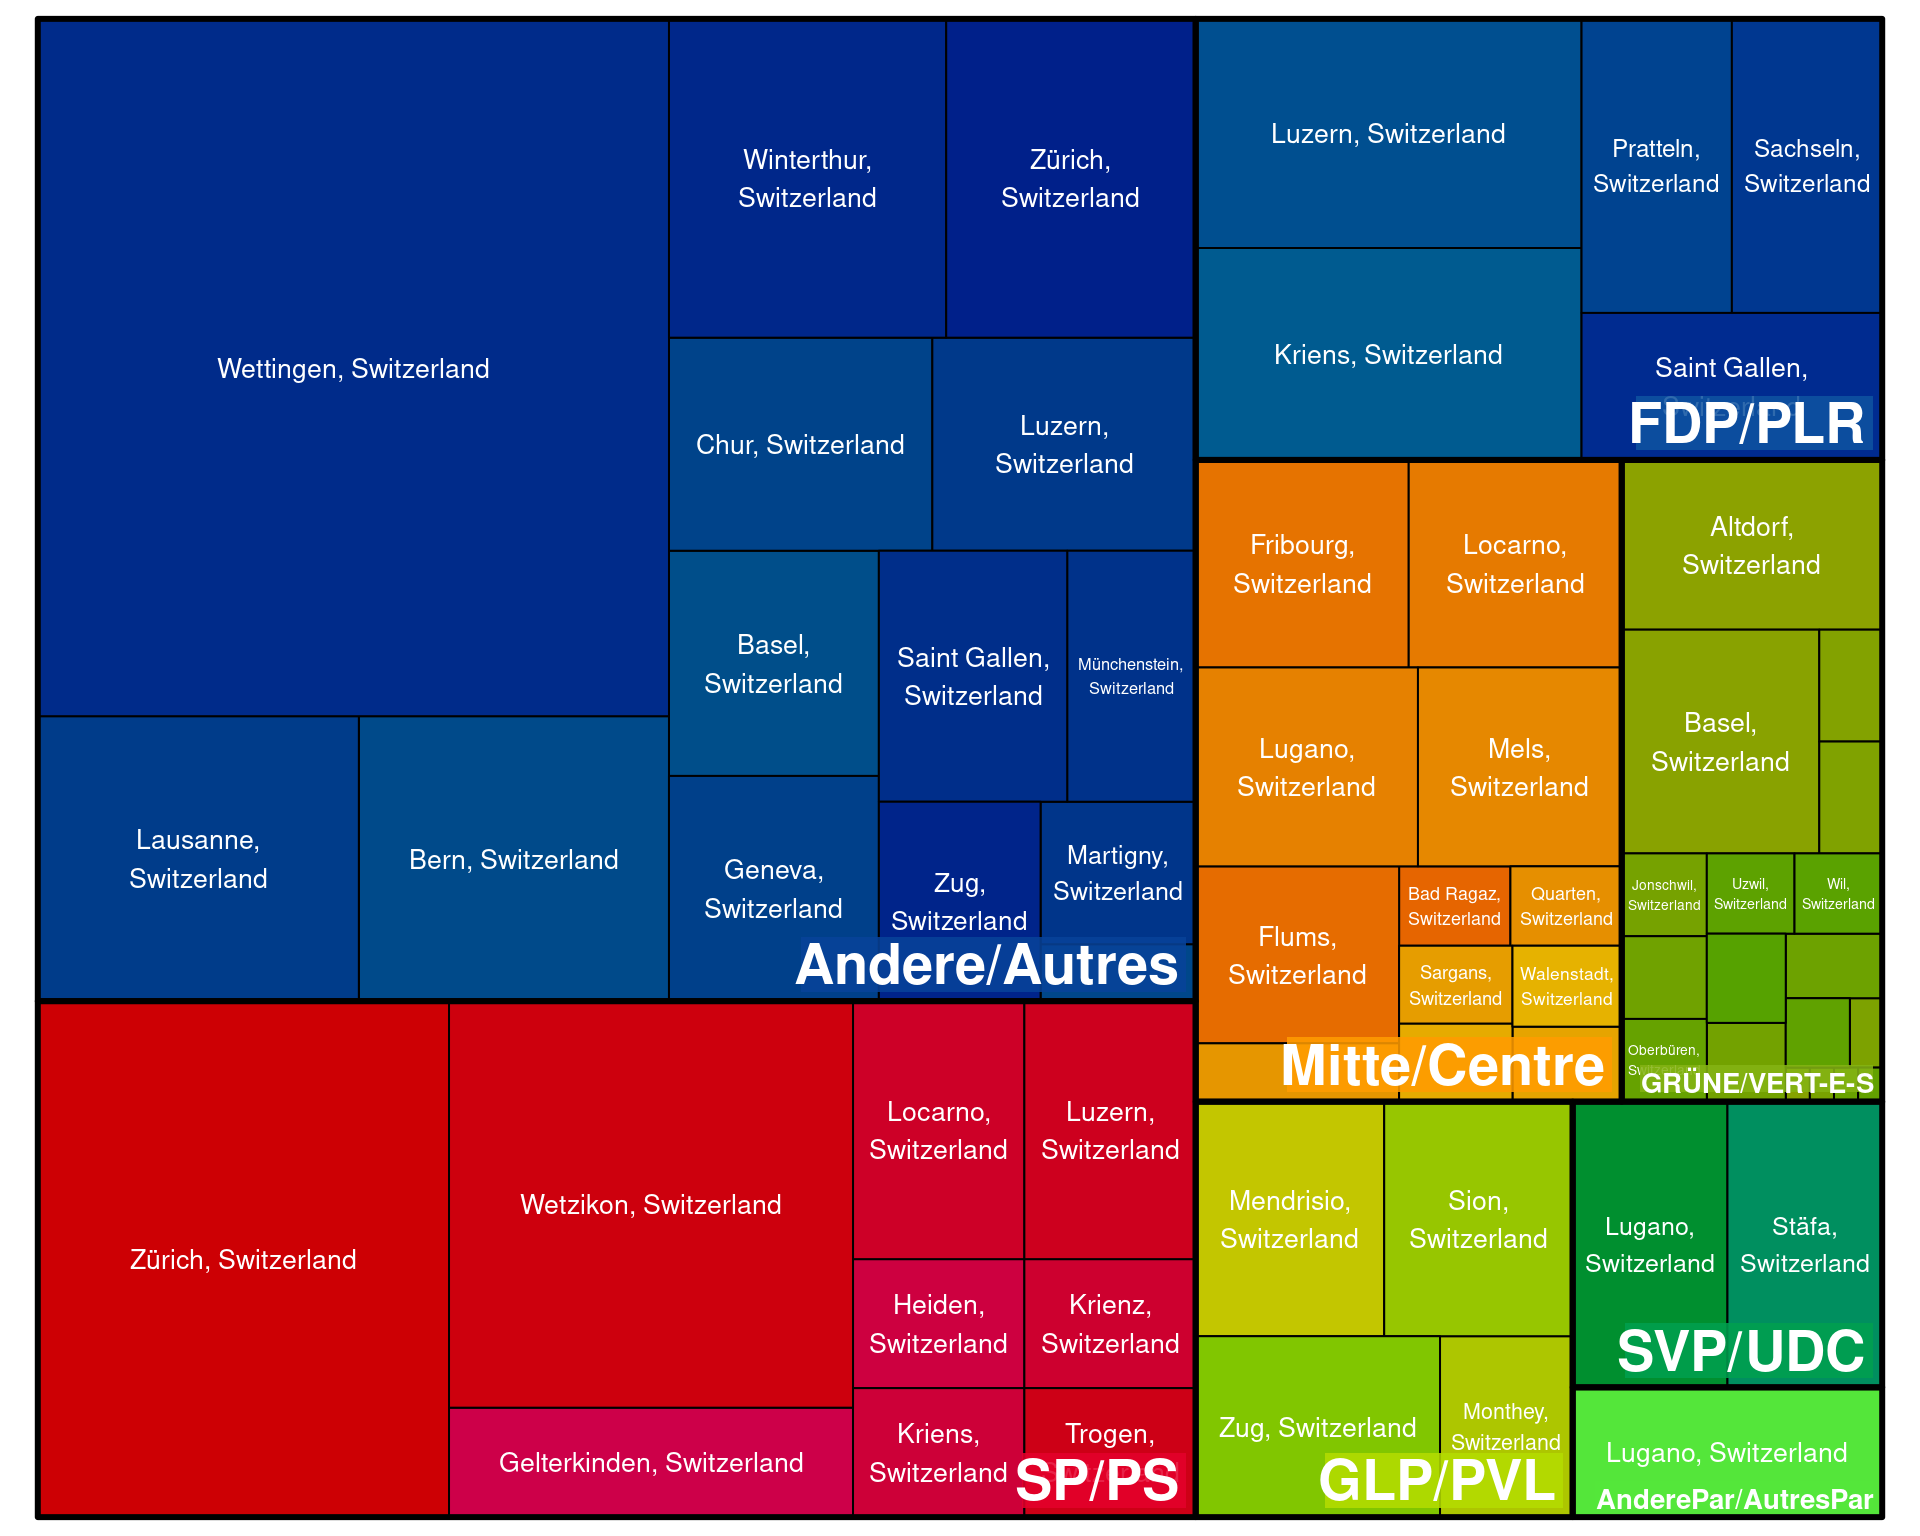 Wettingen, Switzerland
Winterthur,
Switzerland
Zürich,
Switzerland
Chur, Switzerland
Luzern,
Switzerland
Basel,
Switzerland
Saint Gallen,
Switzerland
Münchenstein,
Switzerland
Lausanne,
Switzerland
Bern, Switzerland
Geneva,
Switzerland
Zug,
Switzerland
Martigny,
Switzerland
Andere/Autres
Luzern, Switzerland
Pratteln,
Switzerland
Sachseln,
Switzerland
Kriens, Switzerland
Saint Gallen,
Switzerland
FDP/PLR
Fribourg,
Switzerland
Locarno,
Switzerland
Lugano,
Switzerland
Mels,
Switzerland
Flums,
Switzerland
Bad Ragaz,
Switzerland
Quarten,
Switzerland
Sargans,
Switzerland
Walenstadt,
Switzerland
Mitte/Centre
Altdorf,
Switzerland
Basel,
Switzerland
Jonschwil,
Switzerland
Uzwil,
Switzerland
Wil,
Switzerland
Oberbüren,
Switzerland
GRÜNE/VERT-E-S
Zürich, Switzerland
Wetzikon, Switzerland
Gelterkinden, Switzerland
Locarno,
Switzerland
Luzern,
Switzerland
Heiden,
Switzerland
Krienz,
Switzerland
Kriens,
Switzerland
Trogen,
Switzerland
SP/PS
Mendrisio,
Switzerland
Sion,
Switzerland
Zug, Switzerland
Monthey,
Switzerland
GLP/PVL
Lugano,
Switzerland
Stäfa,
Switzerland
SVP/UDC
Lugano, Switzerland
AnderePar/AutresPar